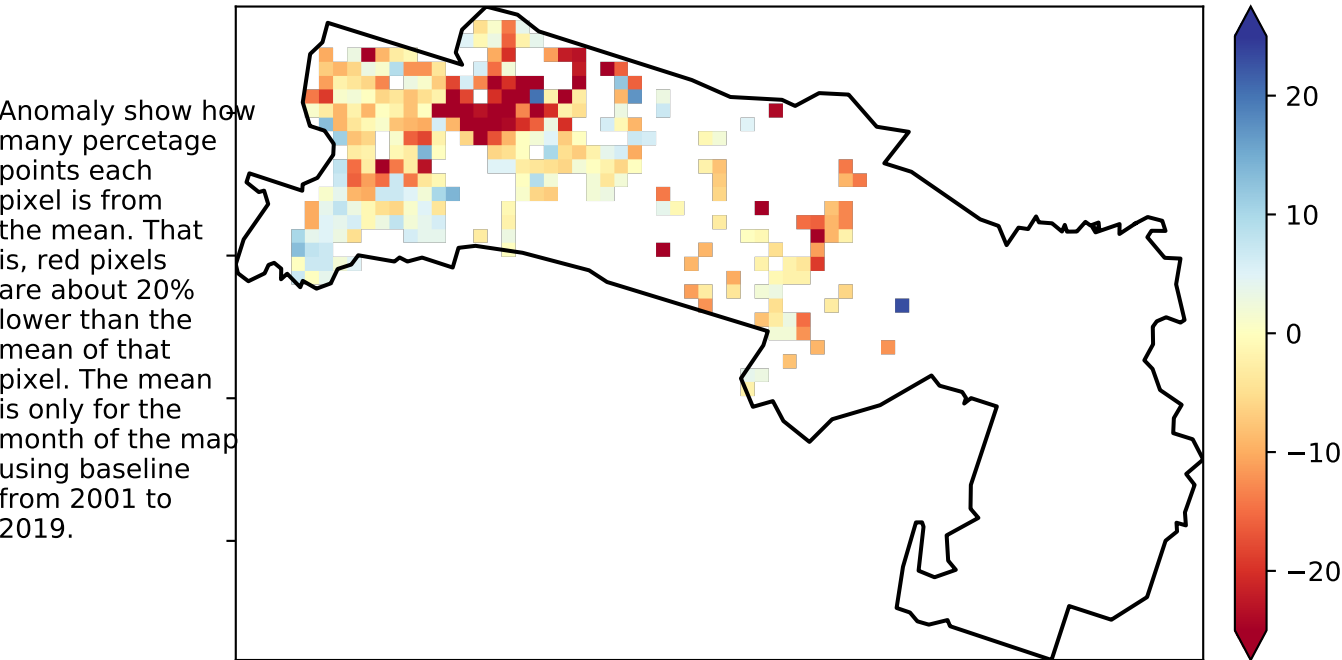 Anomaly show how
many percetage
points each
pixel is from
the mean. That
is, red pixels
are about 20%
lower than the
mean of that
pixel. The mean
is only for the
month of the map
using baseline
from 2001 to
2019.
20
10
0
−10
−20